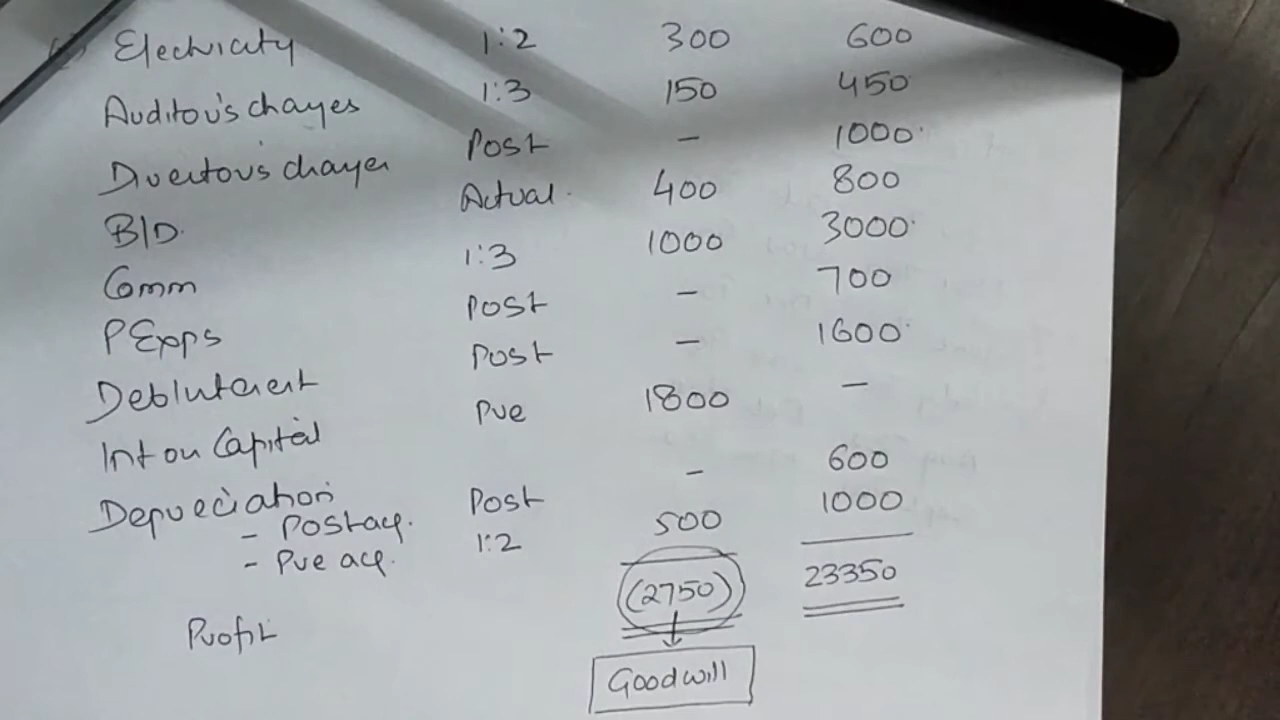 Electricity 1:2 300 600
Auditor's charges 1:3 150 450
Director's charges Post - 1000
B/D. Actual. 400 800
Comm 1:3 1000 3000
P Exps Post - 700
Deb Interest Post - 1600
Int on Capital Pre 1800 -
Depreciation
- Post acq. Post - 600
- Pre acq. 1:2 500 1000
Profit (2750) 23350
Goodwill